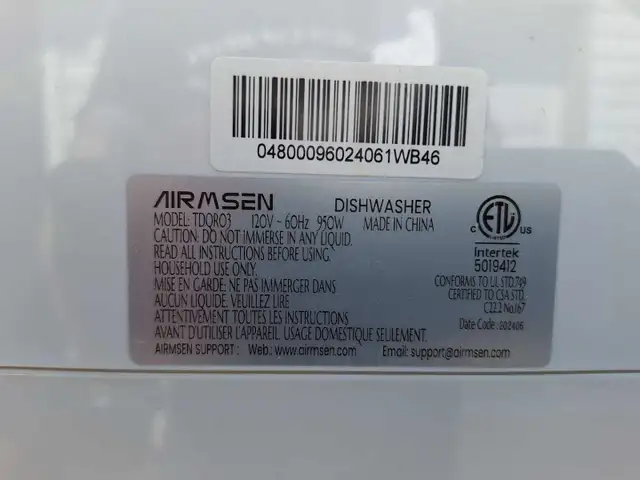 04800096024061WB46
AIRMSEN DISHWASHER
MODEL: TDQR03 120V ~ 60Hz 950W MADE IN CHINA
CAUTION: DO NOT IMMERSE IN ANY LIQUID.
READ ALL INSTRUCTIONS BEFORE USING.
HOUSEHOLD USE ONLY.
MISE EN GARDE: NE PAS IMMERGER DANS
AUCUN LIQUIDE: VEUILLEZ LIRE
ATTENTIVEMENT TOUTES LES INSTRUCTIONS
AVANT D'UTILISER L'APPAREIL. USAGE DOMESTIQUE SEULEMENT.
AIRMSEN SUPPORT: Web: www.airmsen.com Email: support@airmsen.com
C ETL US
Intertek
5019412
CONFORMS TO UL STD.749
CERTIFIED TO CSA STD.
C22.2 No.167
Date Code: 202406